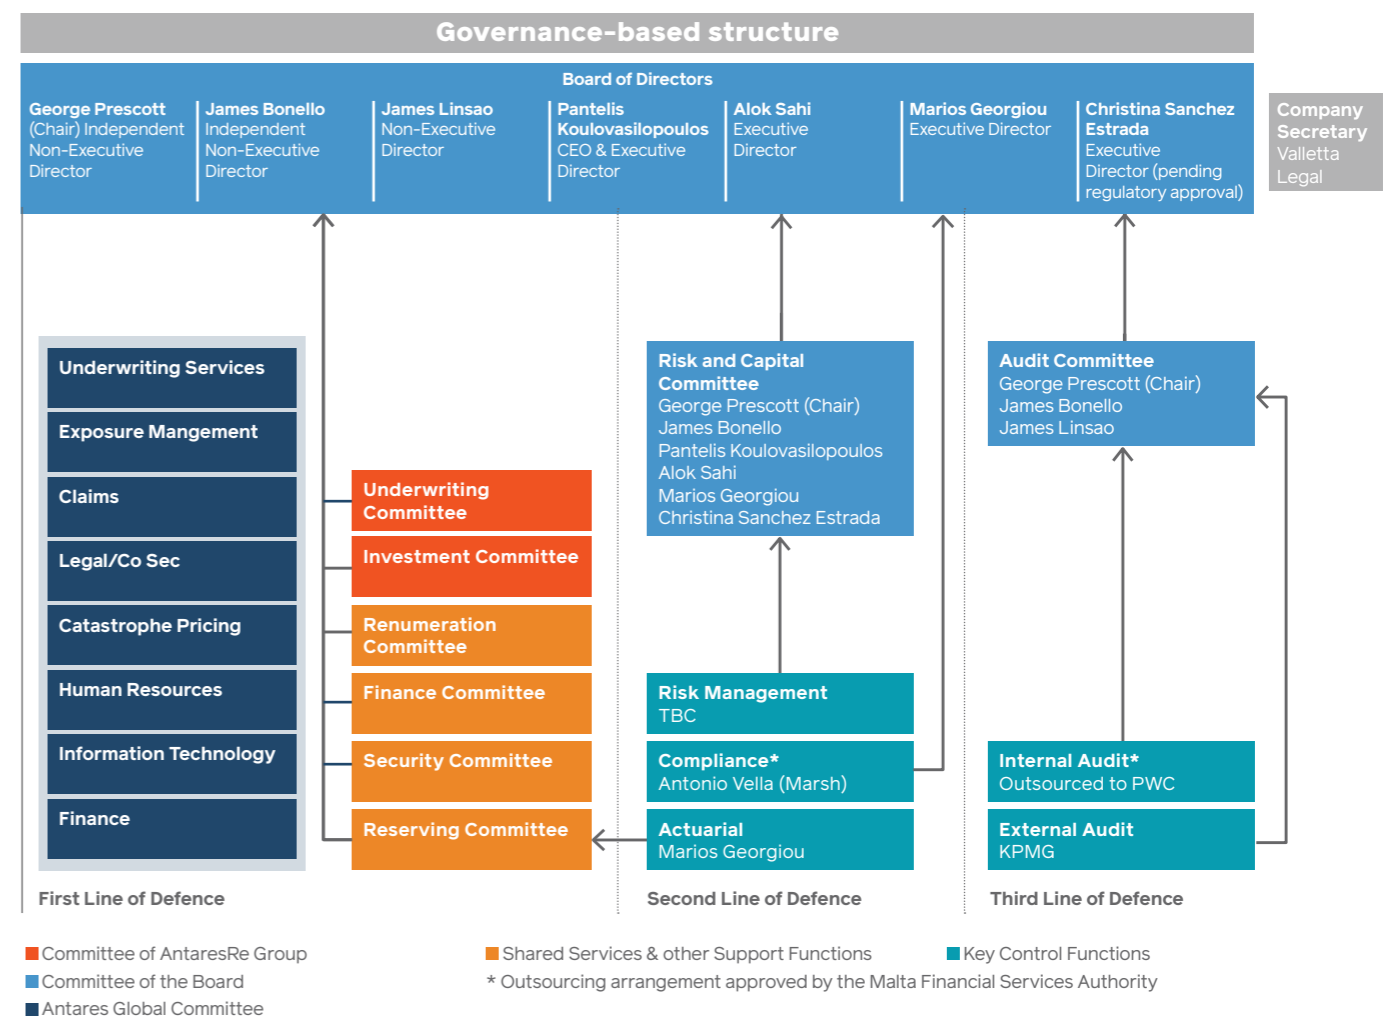 Governance-based structure
Board of Directors
George Prescott
(Chair) Independent
Non-Executive
Director
James Bonello
Independent
Non-Executive
Director
James Linsao
Non-Executive
Director
Pantelis
Koulovasilopoulos
CEO & Executive
Director
Alok Sahi
Executive
Director
Marios Georgiou
Executive Director
Christina Sanchez
Estrada
Executive
Director (pending
regulatory approval)
Company
Secretary
Valletta
Legal
Underwriting Services
Exposure Mangement
Claims
Legal/Co Sec
Catastrophe Pricing
Human Resources
Information Technology
Finance
Underwriting
Committee
Investment Committee
Renumeration
Committee
Finance Committee
Security Committee
Reserving Committee
Risk and Capital
Committee
George Prescott (Chair)
James Bonello
Pantelis Koulovasilopoulos
Alok Sahi
Marios Georgiou
Christina Sanchez Estrada
Risk Management
TBC
Compliance*
Antonio Vella (Marsh)
Actuarial
Marios Georgiou
Audit Committee
George Prescott (Chair)
James Bonello
James Linsao
Internal Audit*
Outsourced to PWC
External Audit
KPMG
First Line of Defence
Second Line of Defence
Third Line of Defence
Committee of AntaresRe Group
Committee of the Board
Antares Global Committee
Shared Services & other Support Functions
* Outsourcing arrangement approved by the Malta Financial Services Authority
Key Control Functions